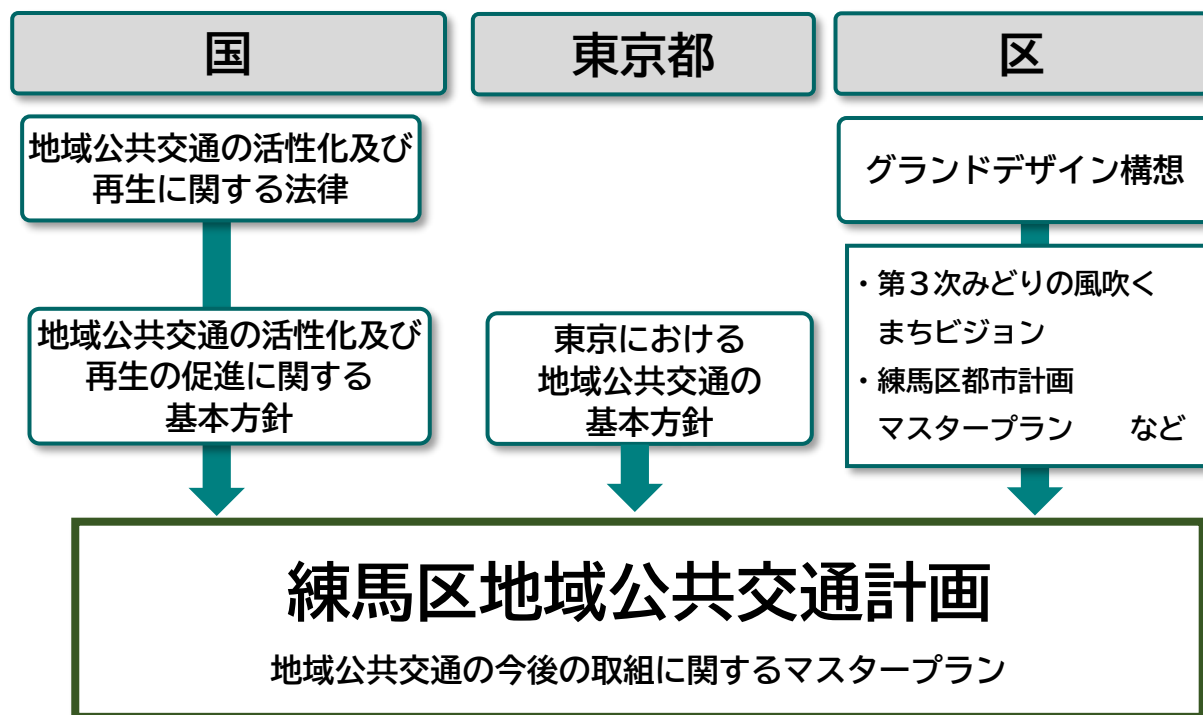 国
東京都
区
地域公共交通の活性化及び
再生に関する法律
グランドデザイン構想
地域公共交通の活性化及び
再生の促進に関する
基本方針
東京における
地域公共交通の
基本方針
・第3次みどりの風吹く
まちビジョン
・練馬区都市計画
マスタープラン　など
練馬区地域公共交通計画
地域公共交通の今後の取組に関するマスタープラン